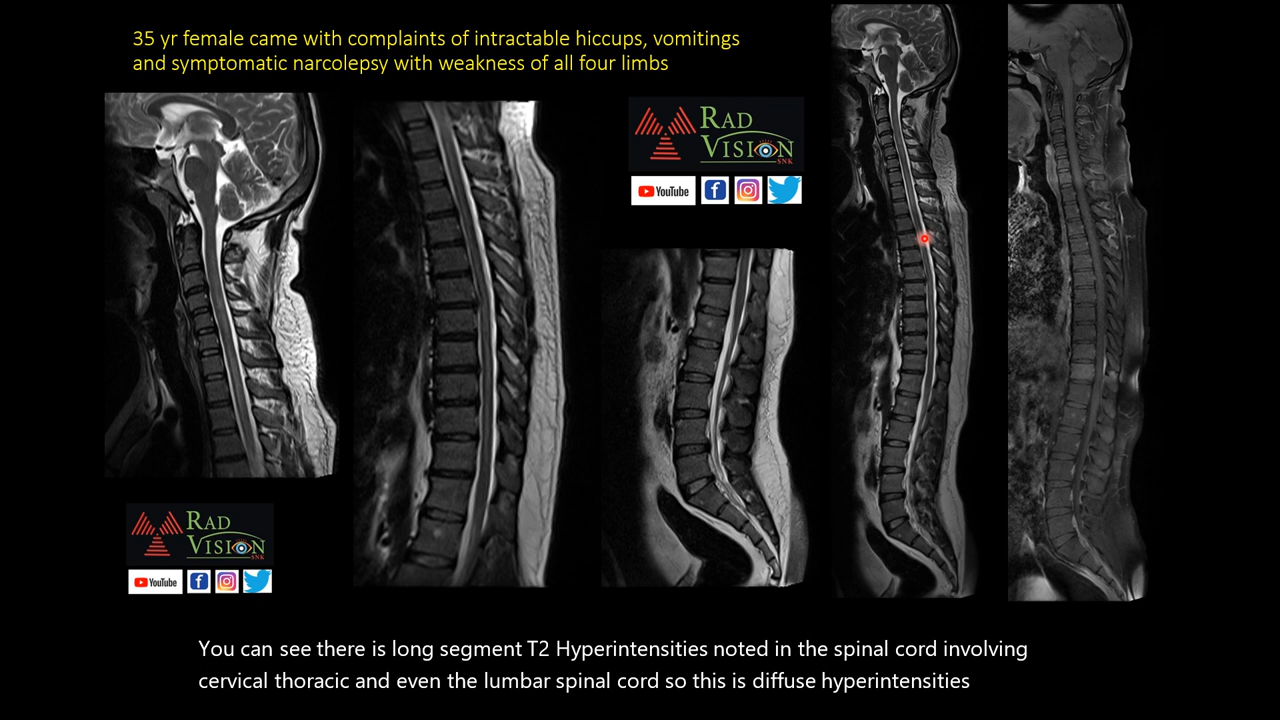 35 yr female came with complaints of intractable hiccups, vomitings
and symptomatic narcolepsy with weakness of all four limbs
RAD
VISION
SNK
YouTube
RAD
VISION
SNK
YouTube
You can see there is long segment T2 Hyperintensities noted in the spinal cord involving
cervical thoracic and even the lumbar spinal cord so this is diffuse hyperintensities